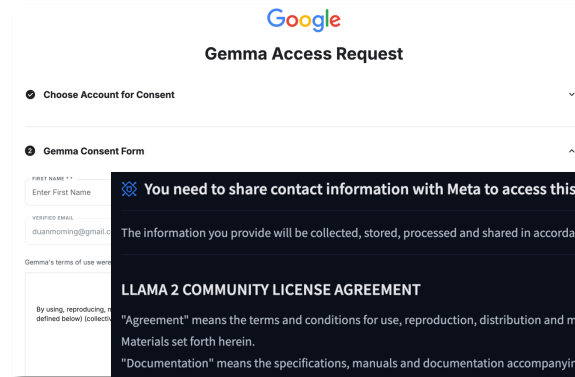 Google
Gemma Access Request
Choose Account for Consent
2 Gemma Consent Form
FIRST NAME * *
Enter First Name
VERIFIED EMAIL
duanmoming@gmail.c
Gemma's terms of use were
By using, reproducing, m
defined below) (collectiv
You need to share contact information with Meta to access this
The information you provide will be collected, stored, processed and shared in accorda
LLAMA 2 COMMUNITY LICENSE AGREEMENT
"Agreement" means the terms and conditions for use, reproduction, distribution and m
Materials set forth herein.
"Documentation" means the specifications, manuals and documentation accompanyin